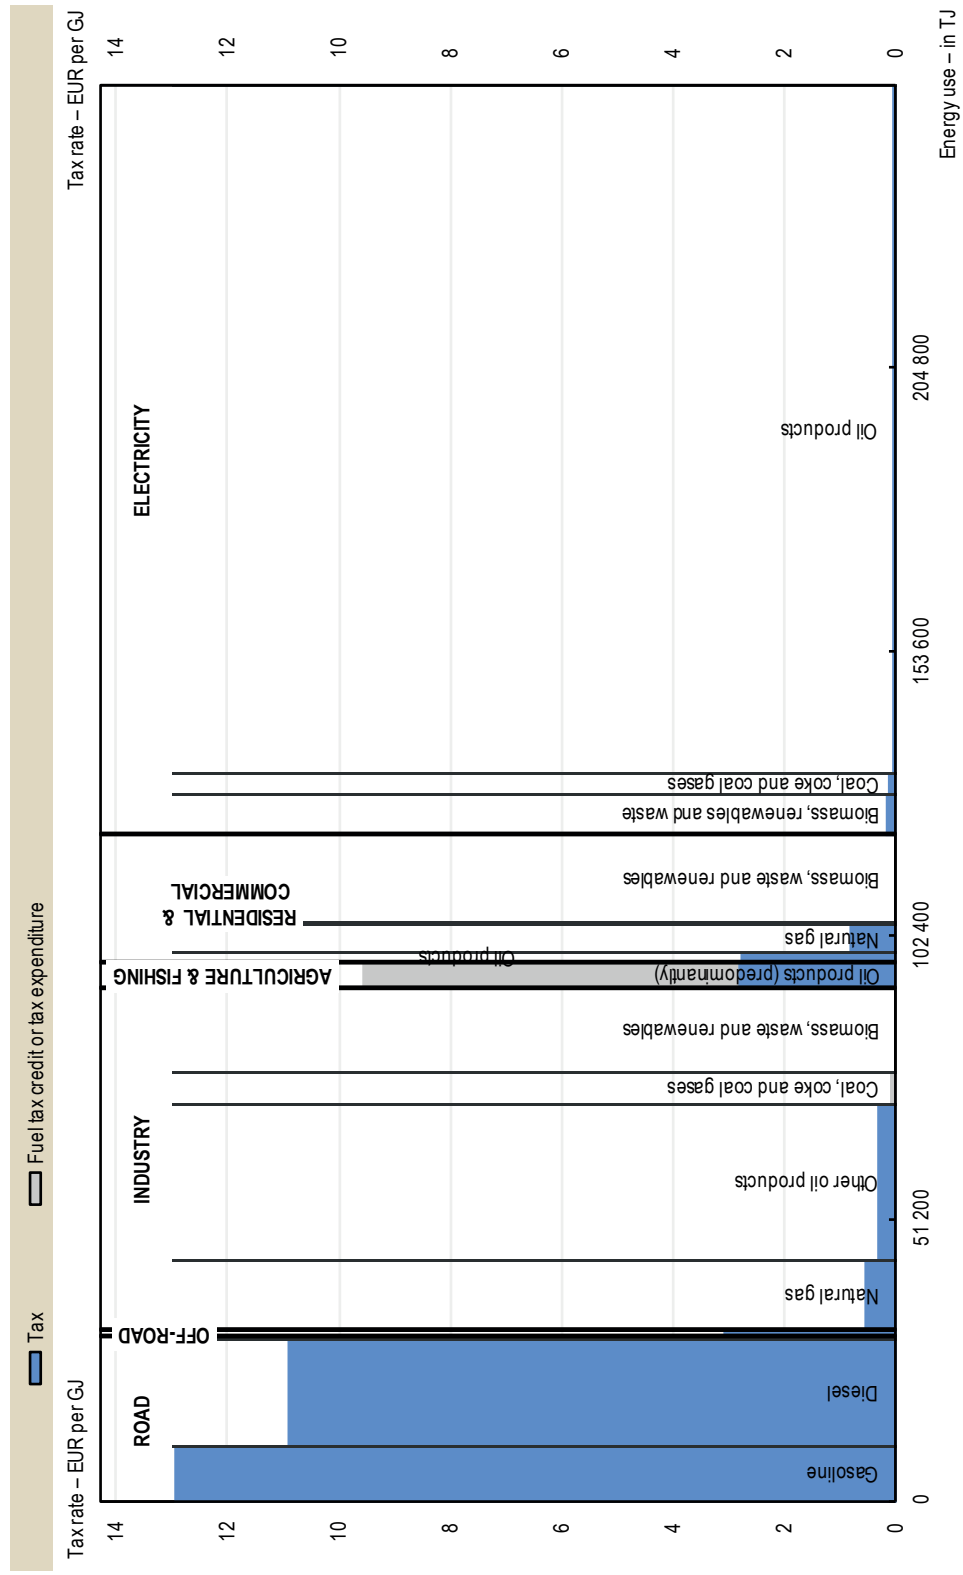 Tax
Fuel tax credit or tax expenditure
Tax rate – EUR per GJ
Tax rate – EUR per GJ
14
14
12
12
10
10
8
8
6
6
4
4
2
2
0
0
ROAD
OFF-ROAD
INDUSTRY
AGRICULTURE & FISHING
RESIDENTIAL &
COMMERCIAL
ELECTRICITY
Gasoline
Diesel
Natural gas
Other oil products
Coal, coke and coal gases
Biomass, waste and renewables
Oil products (predominantly)
Oil products
Natural gas
Biomass, waste and renewables
Biomass, renewables and waste
Coal, coke and coal gases
Oil products
0
51 200
102 400
153 600
204 800
Energy use – in TJ